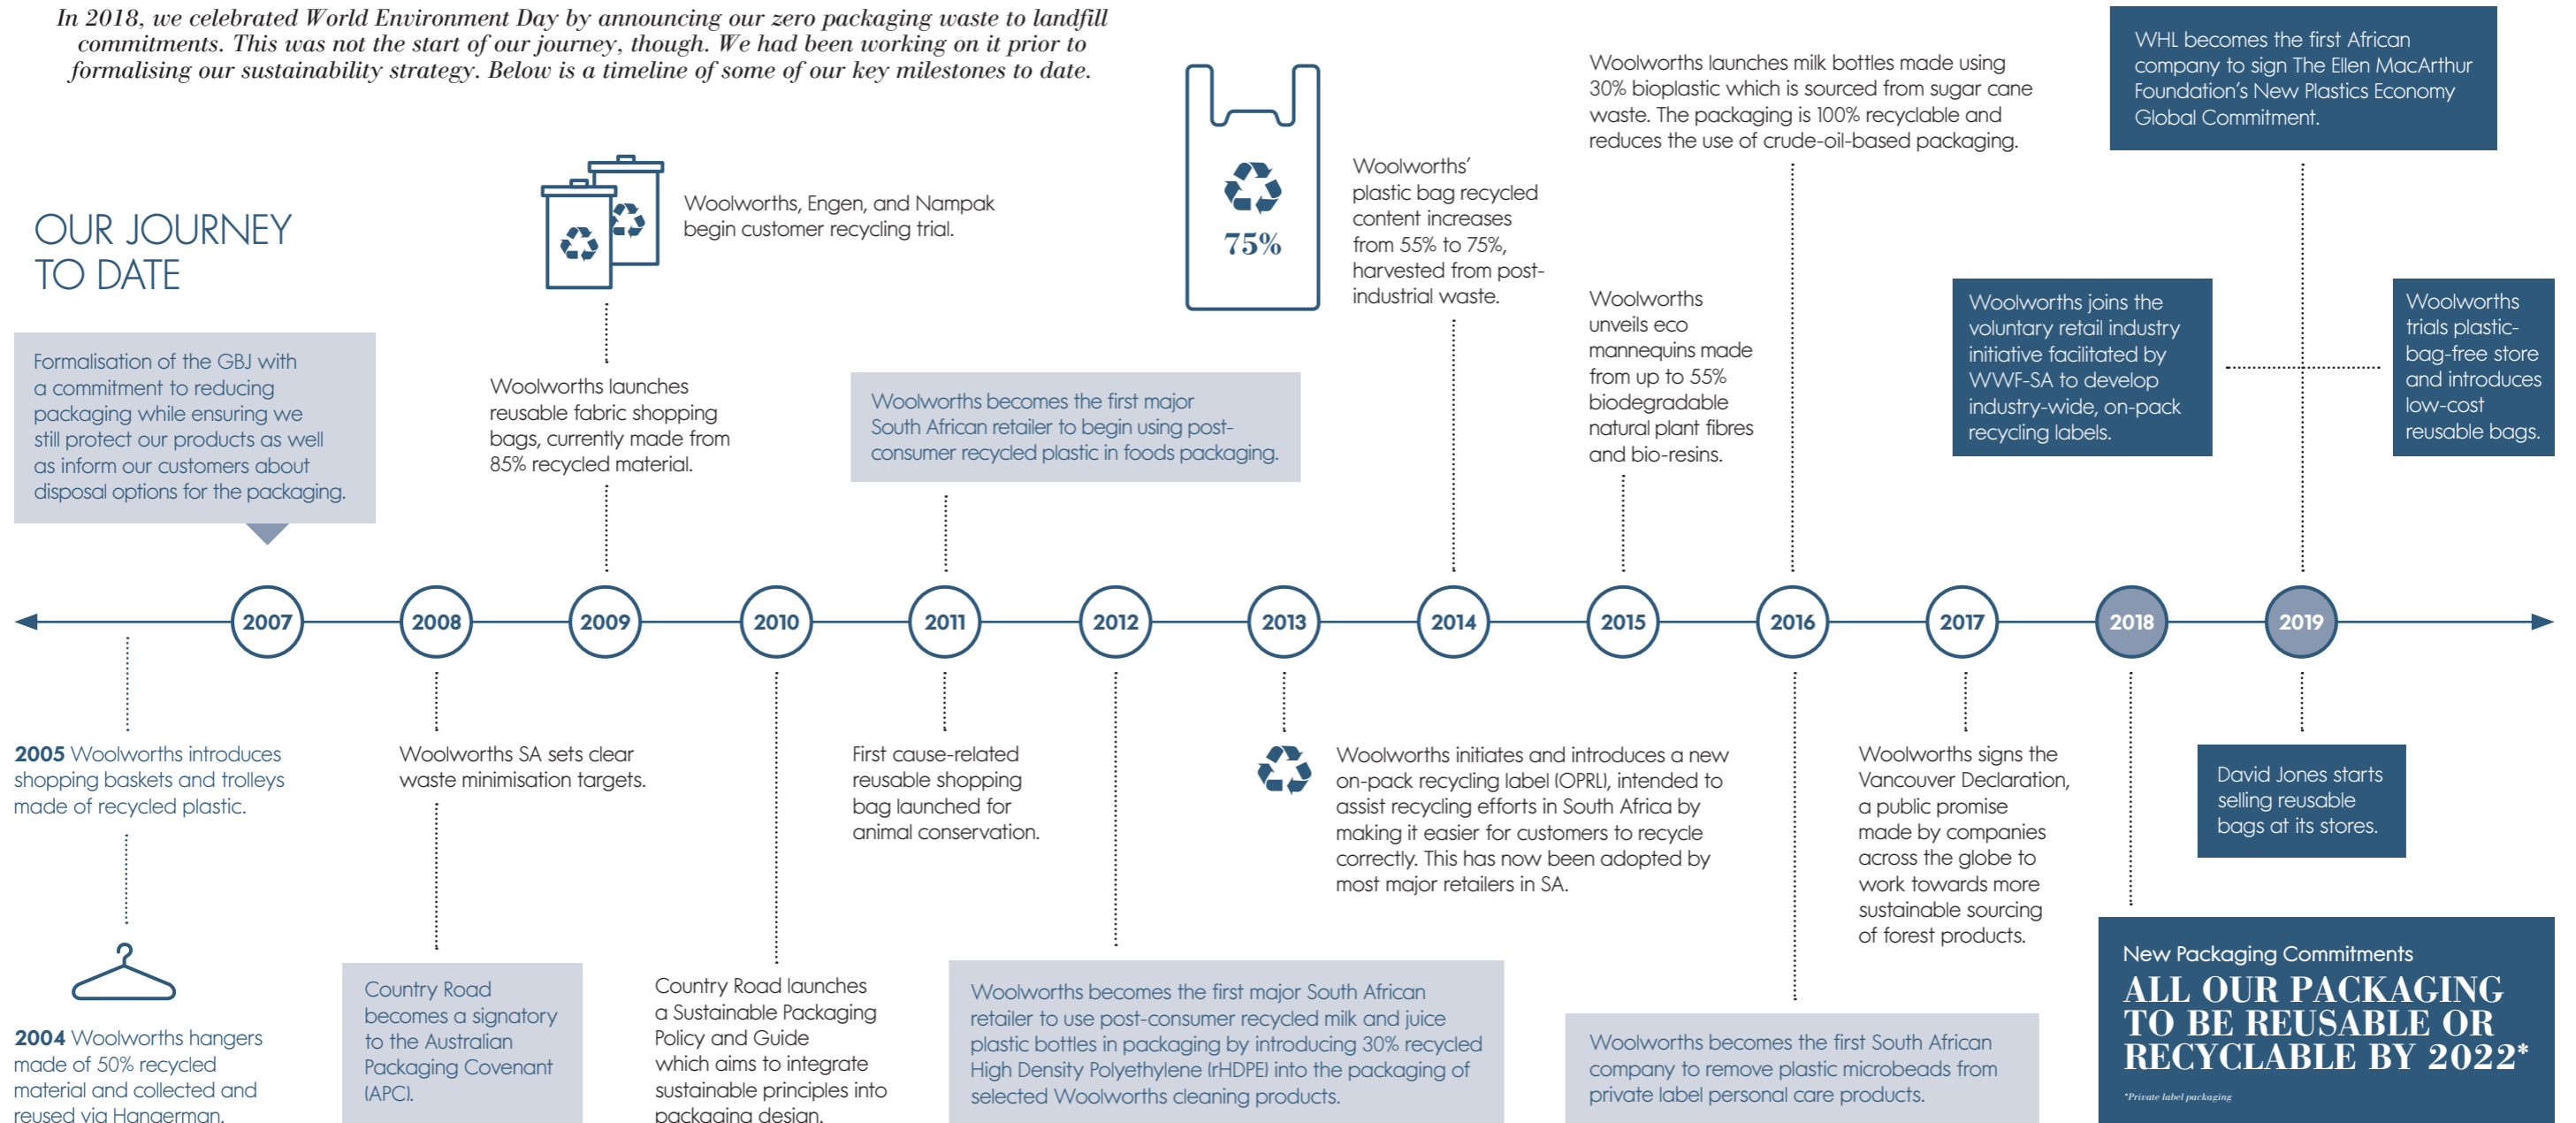 In 2018, we celebrated World Environment Day by announcing our zero packaging waste to landfill
commitments. This was not the start of our journey, though. We had been working on it prior to
formalising our sustainability strategy. Below is a timeline of some of our key milestones to date.
OUR JOURNEY
TO DATE
Formalisation of the GBJ with
a commitment to reducing
packaging while ensuring we
still protect our products as well
as inform our customers about
disposal options for the packaging.
Woolworths, Engen, and Nampak
begin customer recycling trial.
Woolworths launches
reusable fabric shopping
bags, currently made from
85% recycled material.
Woolworths becomes the first major
South African retailer to begin using post-
consumer recycled plastic in foods packaging.
75%
Woolworths’
plastic bag recycled
content increases
from 55% to 75%,
harvested from post-
industrial waste.
Woolworths launches milk bottles made using
30% bioplastic which is sourced from sugar cane
waste. The packaging is 100% recyclable and
reduces the use of crude-oil-based packaging.
Woolworths
unveils eco
mannequins made
from up to 55%
biodegradable
natural plant fibres
and bio-resins.
WHL becomes the first African
company to sign The Ellen MacArthur
Foundation’s New Plastics Economy
Global Commitment.
Woolworths joins the
voluntary retail industry
initiative facilitated by
WWF-SA to develop
industry-wide, on-pack
recycling labels.
Woolworths
trials plastic-
bag-free store
and introduces
low-cost
reusable bags.
2007
2008
2009
2010
2011
2012
2013
2014
2015
2016
2017
2018
2019
2005 Woolworths introduces
shopping baskets and trolleys
made of recycled plastic.
2004 Woolworths hangers
made of 50% recycled
material and collected and
reused via Hangerman.
Woolworths SA sets clear
waste minimisation targets.
Country Road
becomes a signatory
to the Australian
Packaging Covenant
(APC).
Country Road launches
a Sustainable Packaging
Policy and Guide
which aims to integrate
sustainable principles into
packaging design.
First cause-related
reusable shopping
bag launched for
animal conservation.
Woolworths becomes the first major South African
retailer to use post-consumer recycled milk and juice
plastic bottles in packaging by introducing 30% recycled
High Density Polyethylene (rHDPE) into the packaging of
selected Woolworths cleaning products.
Woolworths initiates and introduces a new
on-pack recycling label (OPRL), intended to
assist recycling efforts in South Africa by
making it easier for customers to recycle
correctly. This has now been adopted by
most major retailers in SA.
Woolworths becomes the first South African
company to remove plastic microbeads from
private label personal care products.
Woolworths signs the
Vancouver Declaration,
a public promise
made by companies
across the globe to
work towards more
sustainable sourcing
of forest products.
David Jones starts
selling reusable
bags at its stores.
New Packaging Commitments
ALL OUR PACKAGING
TO BE REUSABLE OR
RECYCLABLE BY 2022*
*Private label packaging